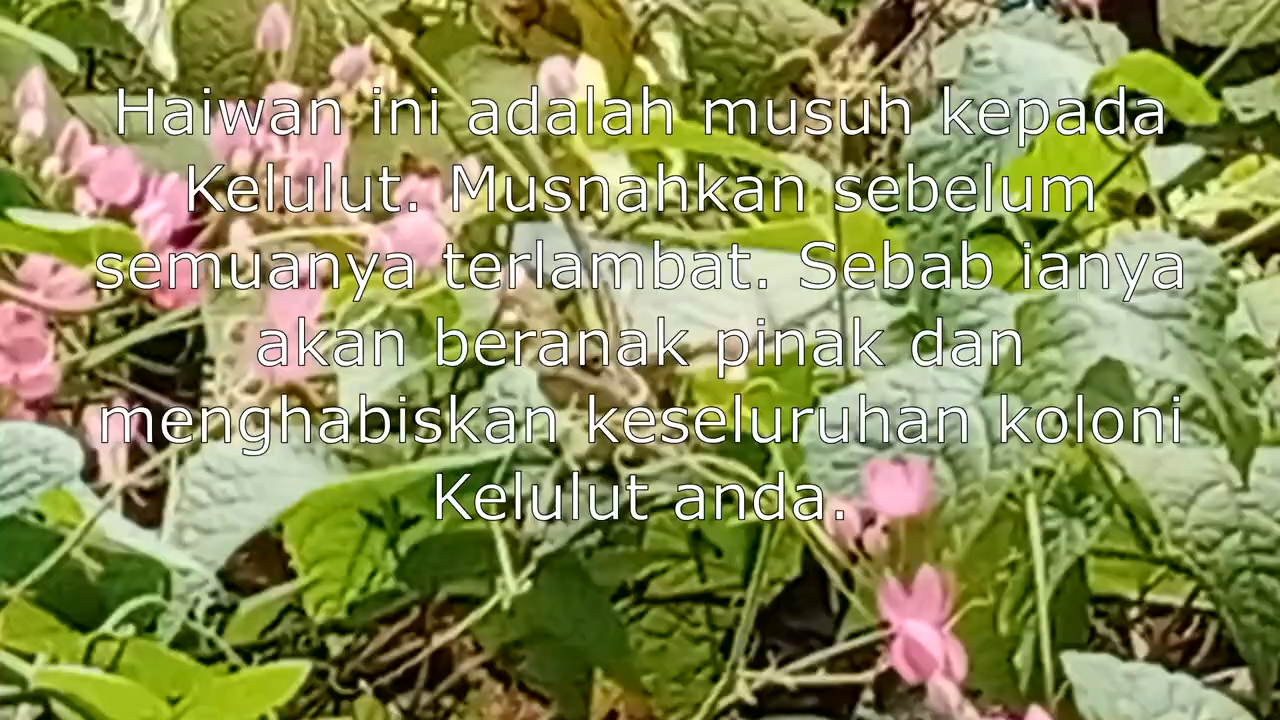 Haiwan ini adalah musuh kepada
Kelulut. Musnahkan sebelum
semuanya terlambat. Sebab ianya
akan beranak pinak dan
menghabiskan keseluruhan koloni
Kelulut anda.